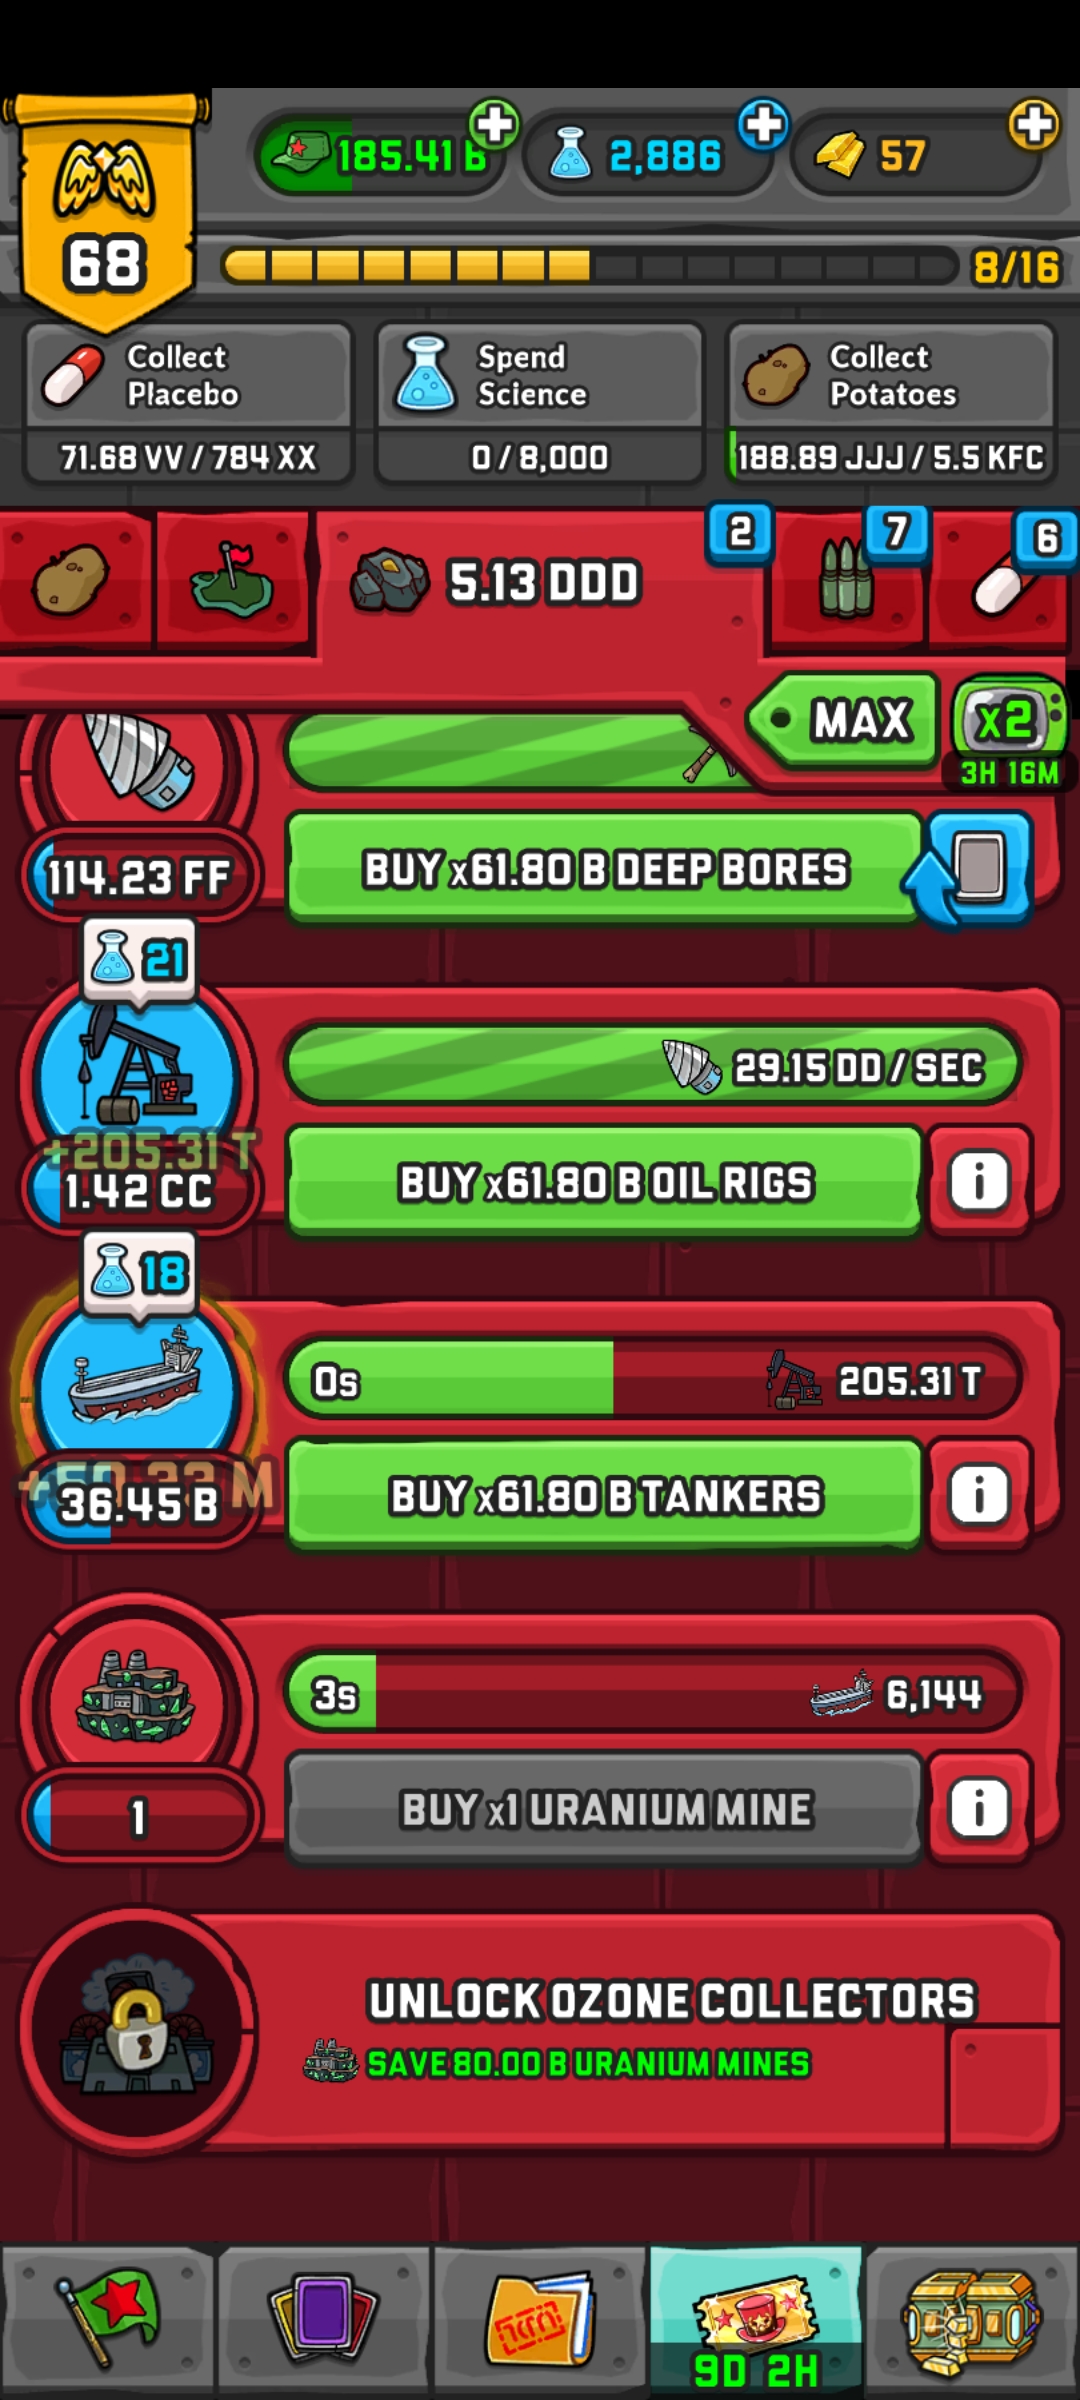 185.41 B
2,886
57
68
8/16
Collect
Placebo
71.68 VV / 784 XX
Spend
Science
0 / 8,000
Collect
Potatoes
188.89 JJJ / 5.5 KFC
5.13 DDD
2
7
6
MAX
x2
3H 16M
114.23 FF
BUY x61.80 B DEEP BORES
21
29.15 DD / SEC
+205.31 T
1.42 CC
BUY x61.80 B OIL RIGS
i
18
0s
205.31 T
36.45 B
BUY x61.80 B TANKERS
i
3s
6,144
1
BUY x1 URANIUM MINE
i
UNLOCK OZONE COLLECTORS
SAVE 80.00 B URANIUM MINES
9D 2H